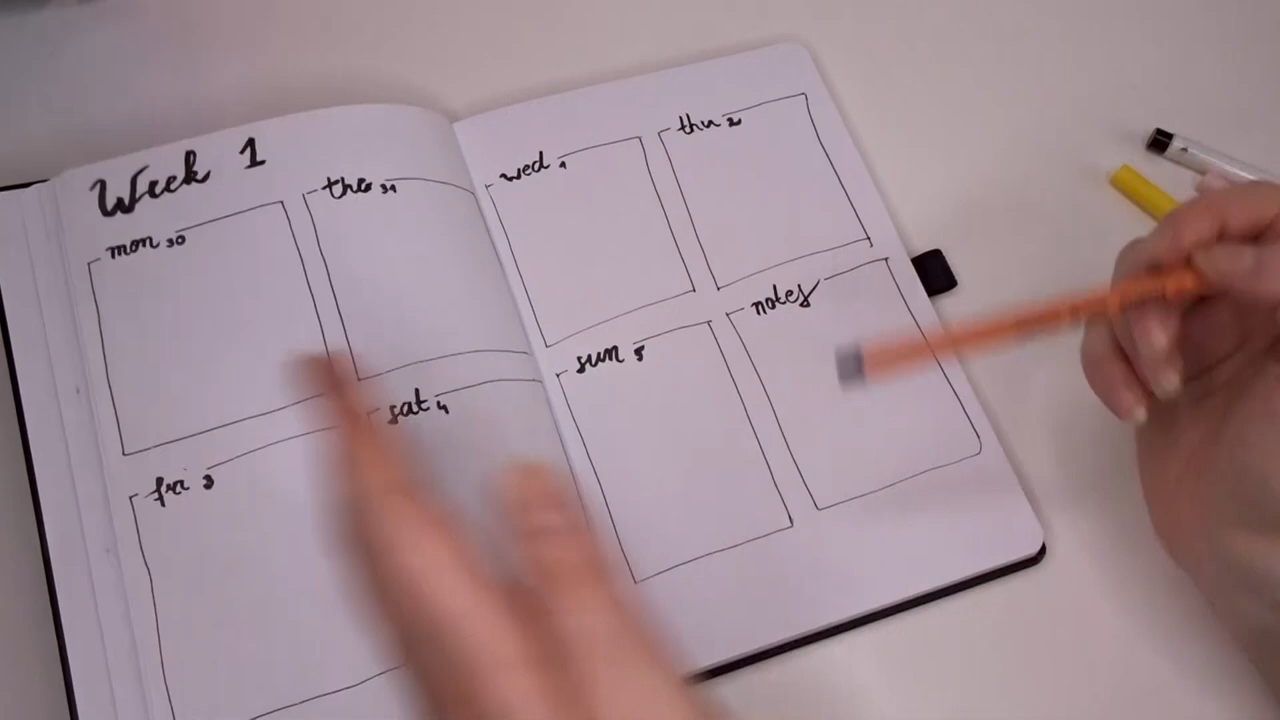 Week 1
mon 30
the 31
wed 1
thu 2
fri 3
sat 4
sun 5
notes